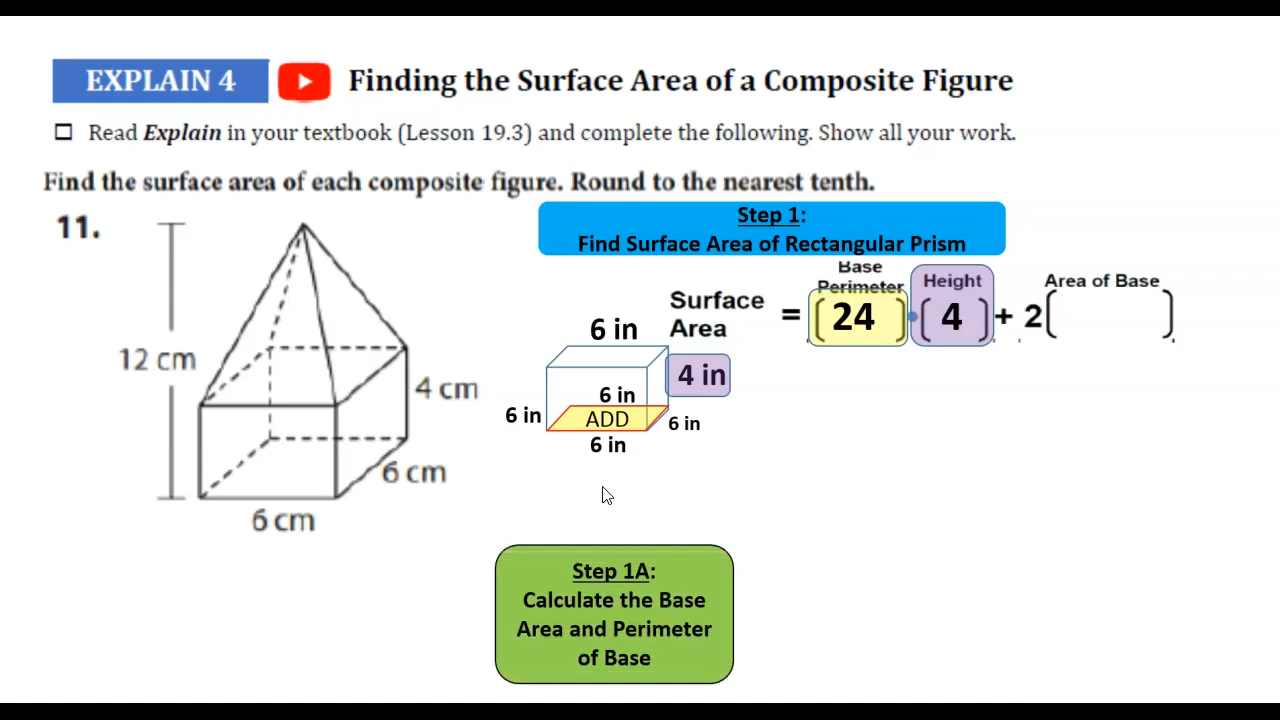 EXPLAIN 4 Finding the Surface Area of a Composite Figure
☐ Read Explain in your textbook (Lesson 19.3) and complete the following. Show all your work.
Find the surface area of each composite figure. Round to the nearest tenth.
11.
12 cm
4 cm
6 cm
6 cm
Step 1:
Find Surface Area of Rectangular Prism
Surface
Area
=
Base
Perimeter
(24)
•
Height
(4)
+ 2
Area of Base
( )
6 in
4 in
6 in
6 in
ADD
6 in
6 in
Step 1A:
Calculate the Base
Area and Perimeter
of Base